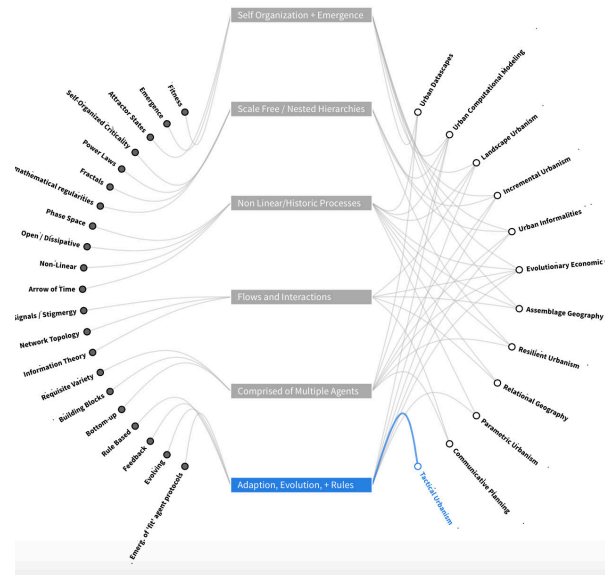 Self Organization + Emergence
Scale Free / Nested Hierarchies
Non Linear/Historic Processes
Flows and Interactions
Comprised of Multiple Agents
Adaption, Evolution, + Rules
Fitness
Emergence
Attractor States
Self-Organized Criticality
Power Laws
Fractals
mathematical regularities
Phase Space
Open / Dissipative
Non-Linear
Arrow of Time
Signals / Stigmergy
Network Topology
Information Theory
Requisite Variety
Building Blocks
Bottom-up
Rule Based
Feedback
Evolving
Emerg. of 'fit' agent protocols
Urban Datascapes
Urban Computational Modeling
Landscape Urbanism
Incremental Urbanism
Urban Informalities
Evolutionary Economic
Assemblage Geography
Resilient Urbanism
Relational Geography
Parametric Urbanism
Communicative Planning
Tactical Urbanism